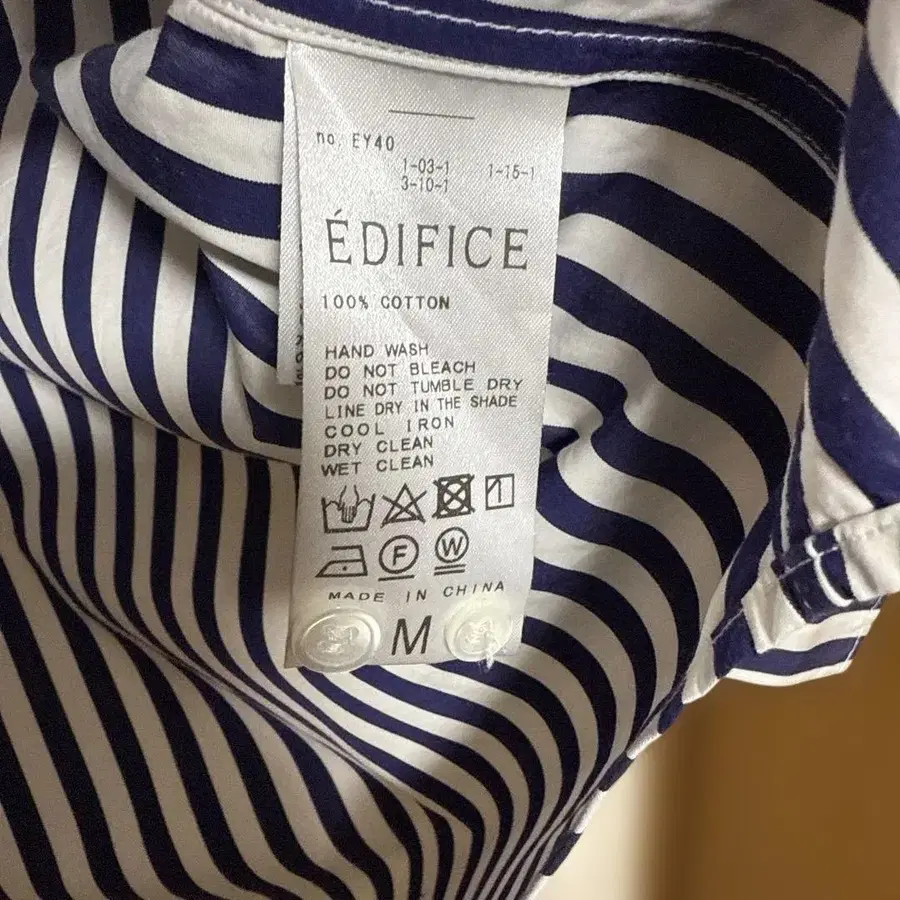 no. EY40
1-03-1 1-15-1
3-10-1
ÉDIFICE
100% COTTON
HAND WASH
DO NOT BLEACH
DO NOT TUMBLE DRY
LINE DRY IN THE SHADE
COOL IRON
DRY CLEAN
WET CLEAN
F W
MADE IN CHINA
M